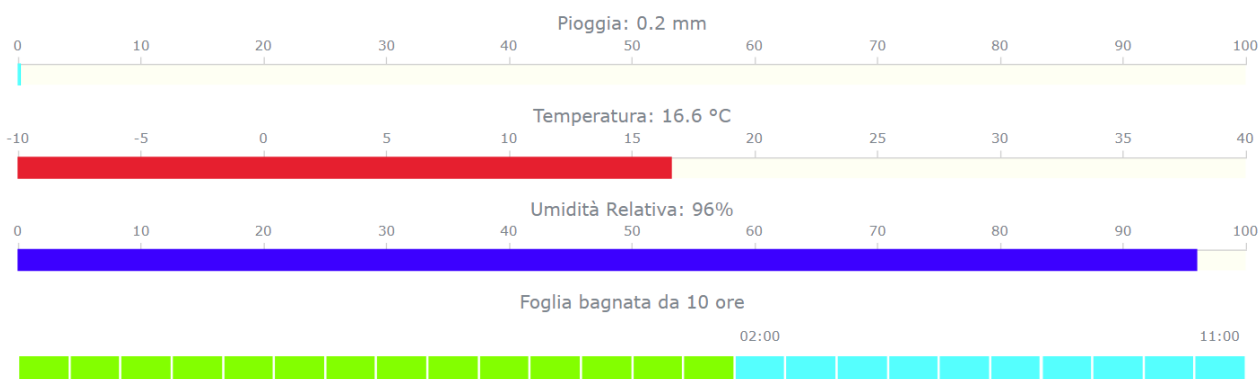 Pioggia: 0.2 mm
0 10 20 30 40 50 60 70 80 90 100
Temperatura: 16.6 °C
-10 -5 0 5 10 15 20 25 30 35 40
Umidità Relativa: 96%
0 10 20 30 40 50 60 70 80 90 100
Foglia bagnata da 10 ore
02:00 11:00